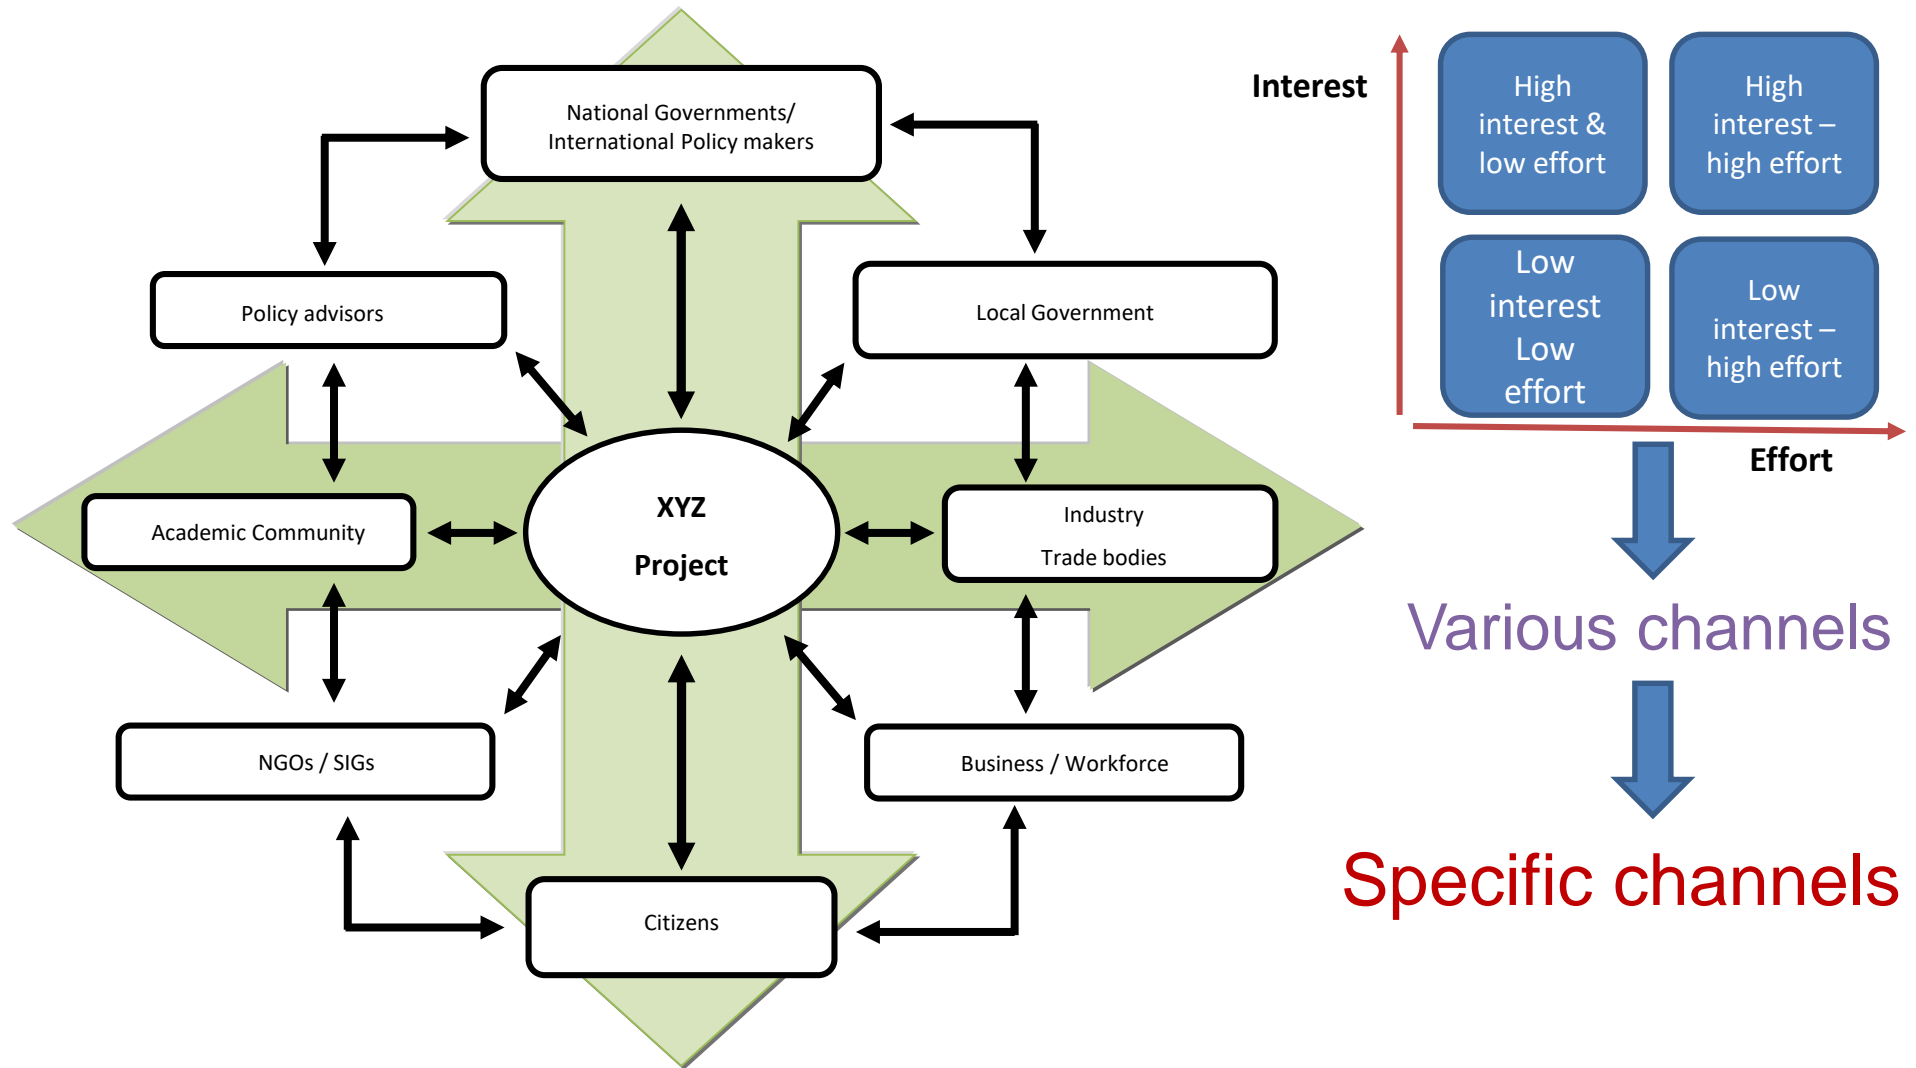 National Governments/
International Policy makers
Policy advisors
Local Government
Academic Community
XYZ
Project
Industry
Trade bodies
NGOs / SIGs
Business / Workforce
Citizens
Interest
High
interest &
low effort
High
interest –
high effort
Low
interest
Low
effort
Low
interest –
high effort
Effort
Various channels
Specific channels